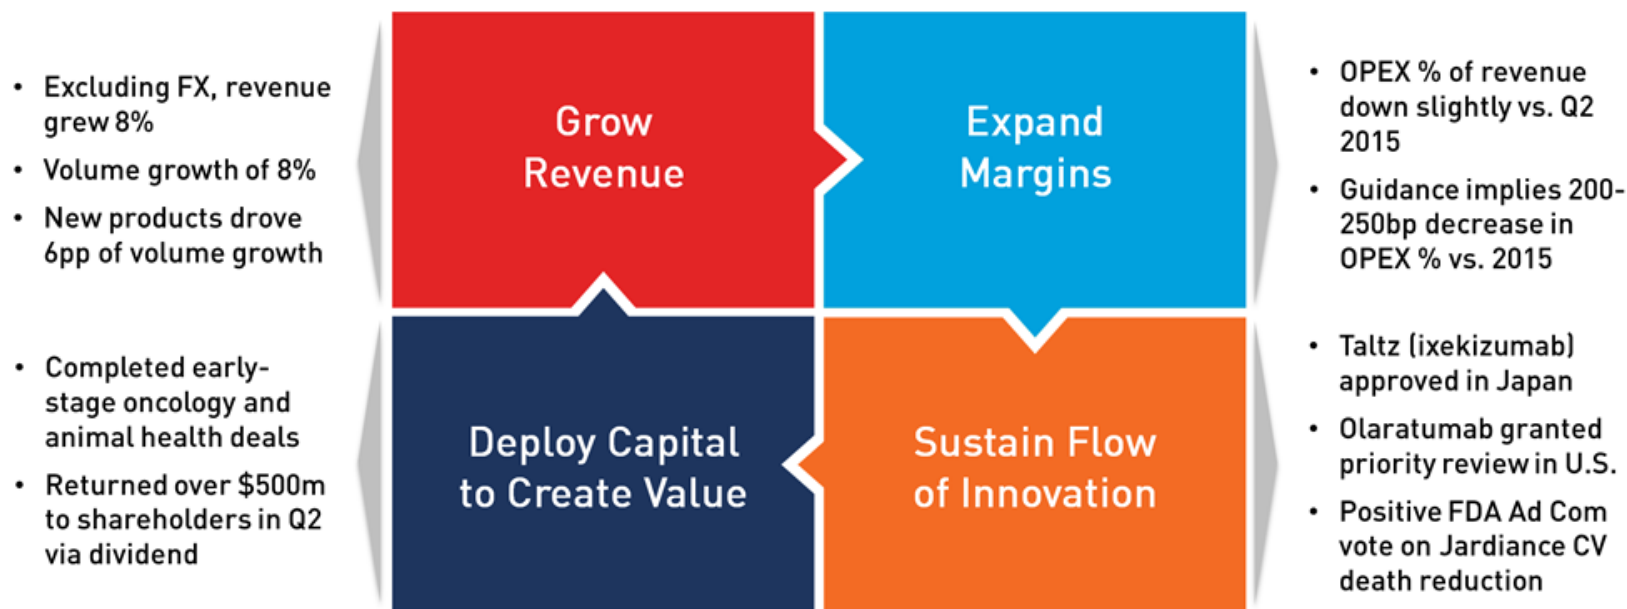 • Excluding FX, revenue
grew 8%
• Volume growth of 8%
• New products drove
6pp of volume growth
Grow
Revenue
Expand
Margins
• OPEX % of revenue
down slightly vs. Q2
2015
• Guidance implies 200-
250bp decrease in
OPEX % vs. 2015
• Completed early-
stage oncology and
animal health deals
• Returned over $500m
to shareholders in Q2
via dividend
Deploy Capital
to Create Value
Sustain Flow
of Innovation
• Taltz (ixekizumab)
approved in Japan
• Olaratumab granted
priority review in U.S.
• Positive FDA Ad Com
vote on Jardiance CV
death reduction